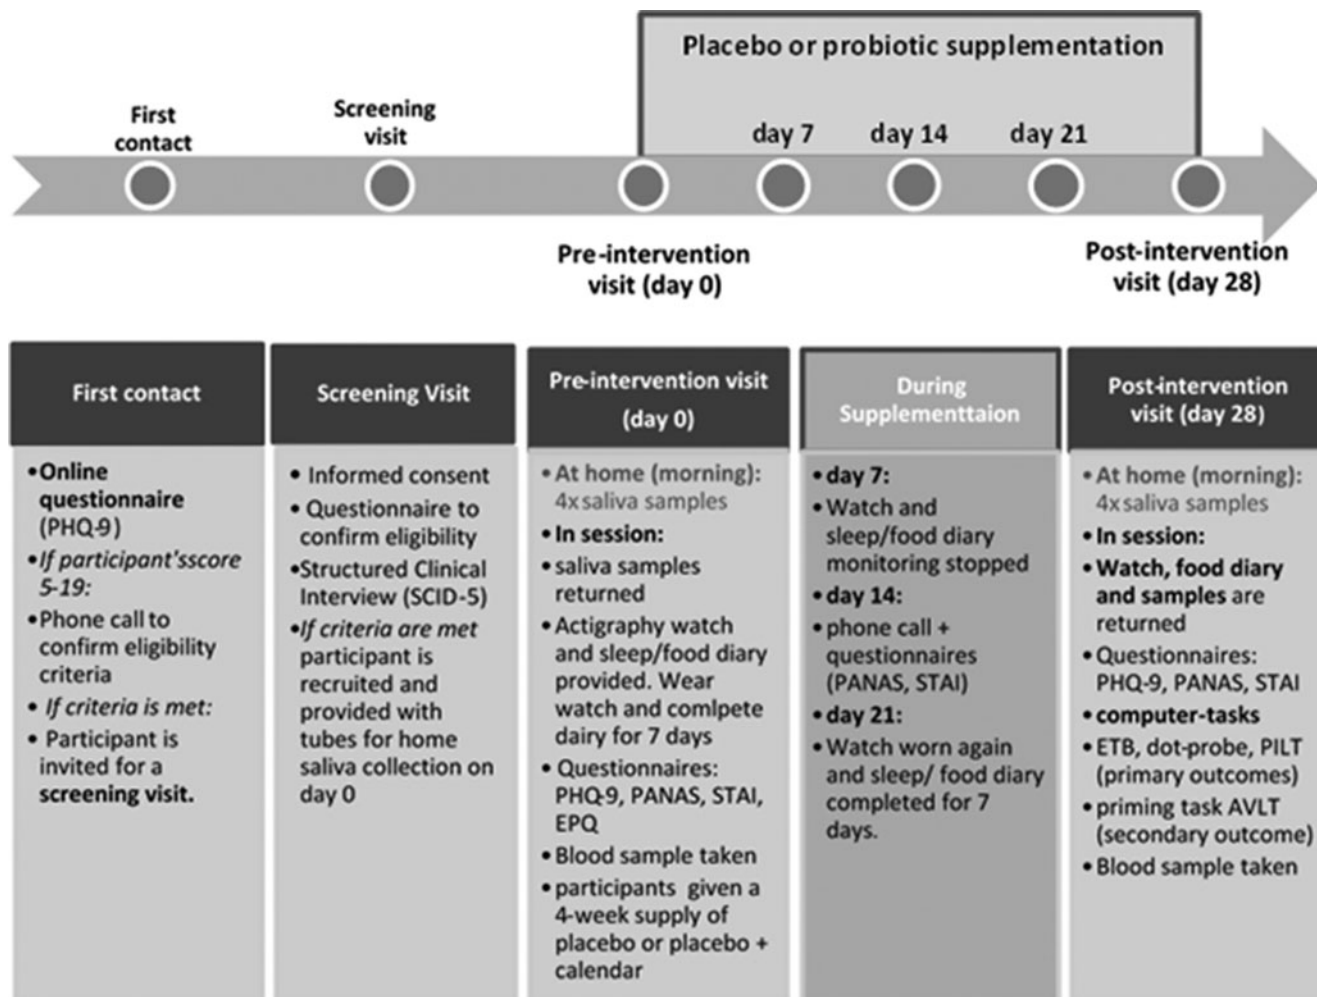 Placebo or probiotic supplementation
First
contact
Screening
visit
day 7
day 14
day 21
Pre-intervention
visit (day 0)
Post-intervention
visit (day 28)
First contact
•Online
questionnaire
(PHQ-9)
•If participant'sscore
5-19:
•Phone call to
confirm eligibility
criteria
• If criteria is met:
• Participant is
invited for a
screening visit.
Screening Visit
• Informed consent
• Questionnaire to
confirm eligibility
•Structured Clinical
Interview (SCID-5)
•If criteria are met
participant is
recruited and
provided with
tubes for home
saliva collection on
day 0
Pre-intervention visit
(day 0)
•At home (morning):
4x saliva samples
•In session:
•saliva samples
returned
•Actigraphy watch
and sleep/food diary
provided. Wear
watch and comlpete
dairy for 7 days
•Questionnaires:
PHQ-9, PANAS, STAI,
EPQ
•Blood sample taken
•participants given a
4-week supply of
placebo or placebo +
calendar
During
Supplementtaion
•day 7:
•Watch and
sleep/food diary
monitoring stopped
•day 14:
•phone call +
questionnaires
(PANAS, STAI)
•day 21:
•Watch worn again
and sleep/ food diary
completed for 7
days.
Post-intervention
visit (day 28)
•At home (morning):
4x saliva samples
•In session:
•Watch, food diary
and samples are
returned
•Questionnaires:
PHQ-9, PANAS, STAI
•computer-tasks
•ETB, dot-probe, PILT
(primary outcomes)
•priming task AVLT
(secondary outcome)
•Blood sample taken